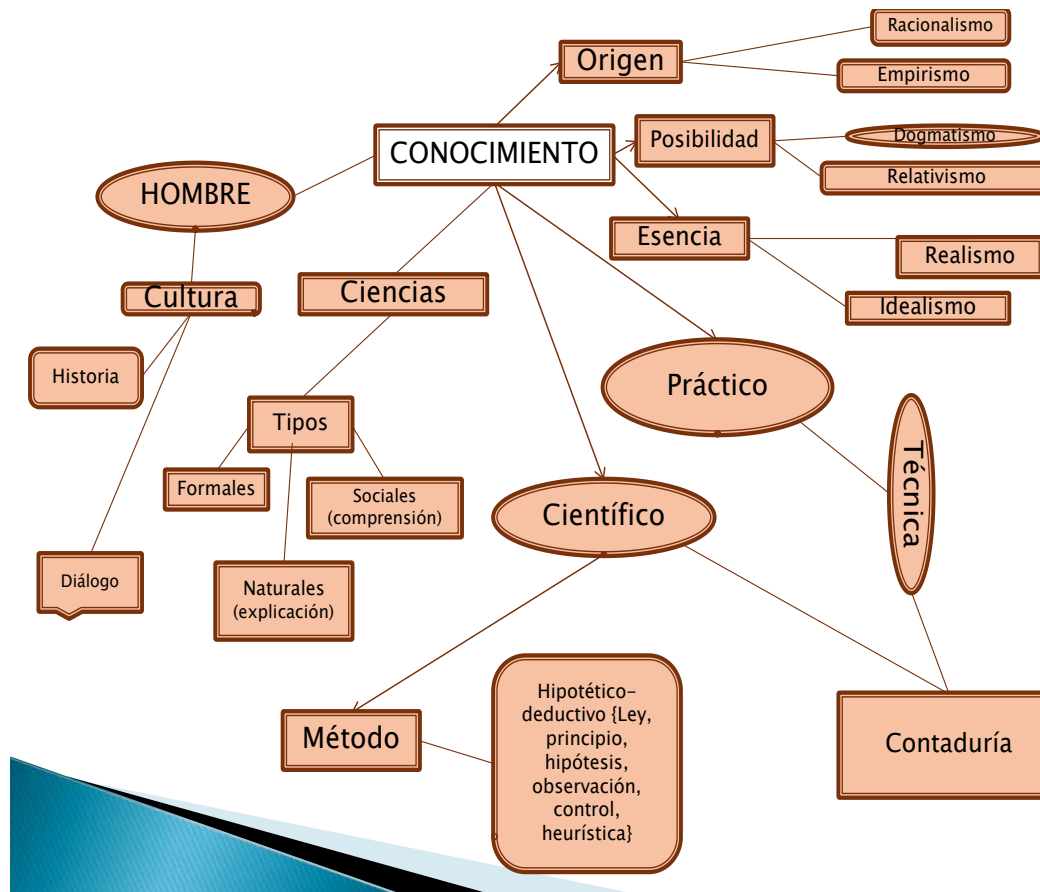 Racionalismo
Origen
Empirismo
CONOCIMIENTO
Posibilidad
Dogmatismo
Relativismo
HOMBRE
Esencia
Realismo
Idealismo
Cultura
Ciencias
Historia
Práctico
Tipos
Técnica
Formales
Sociales
(comprensión)
Científico
Diálogo
Naturales
(explicación)
Método
Hipotético-
deductivo {Ley,
principio,
hipótesis,
observación,
control,
heurística}
Contaduría